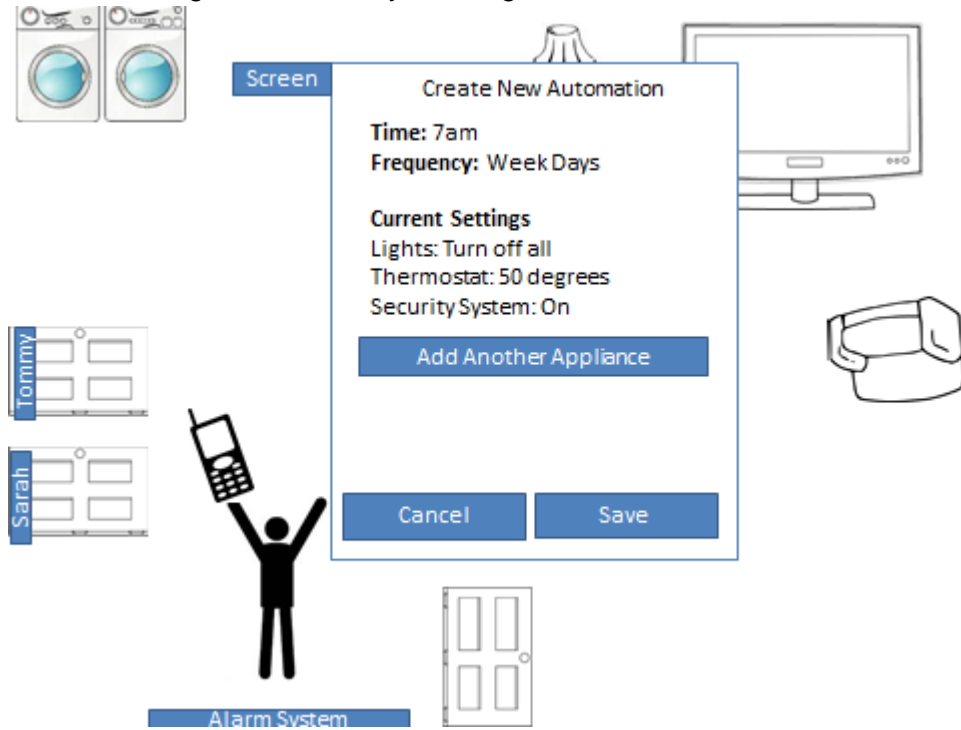 Screen
Create New Automation
Time: 7am
Frequency: Week Days
Current Settings
Lights: Turn off all
Thermostat: 50 degrees
Security System: On
Add Another Appliance
Cancel
Save
Tommy
Sarah
Alarm System